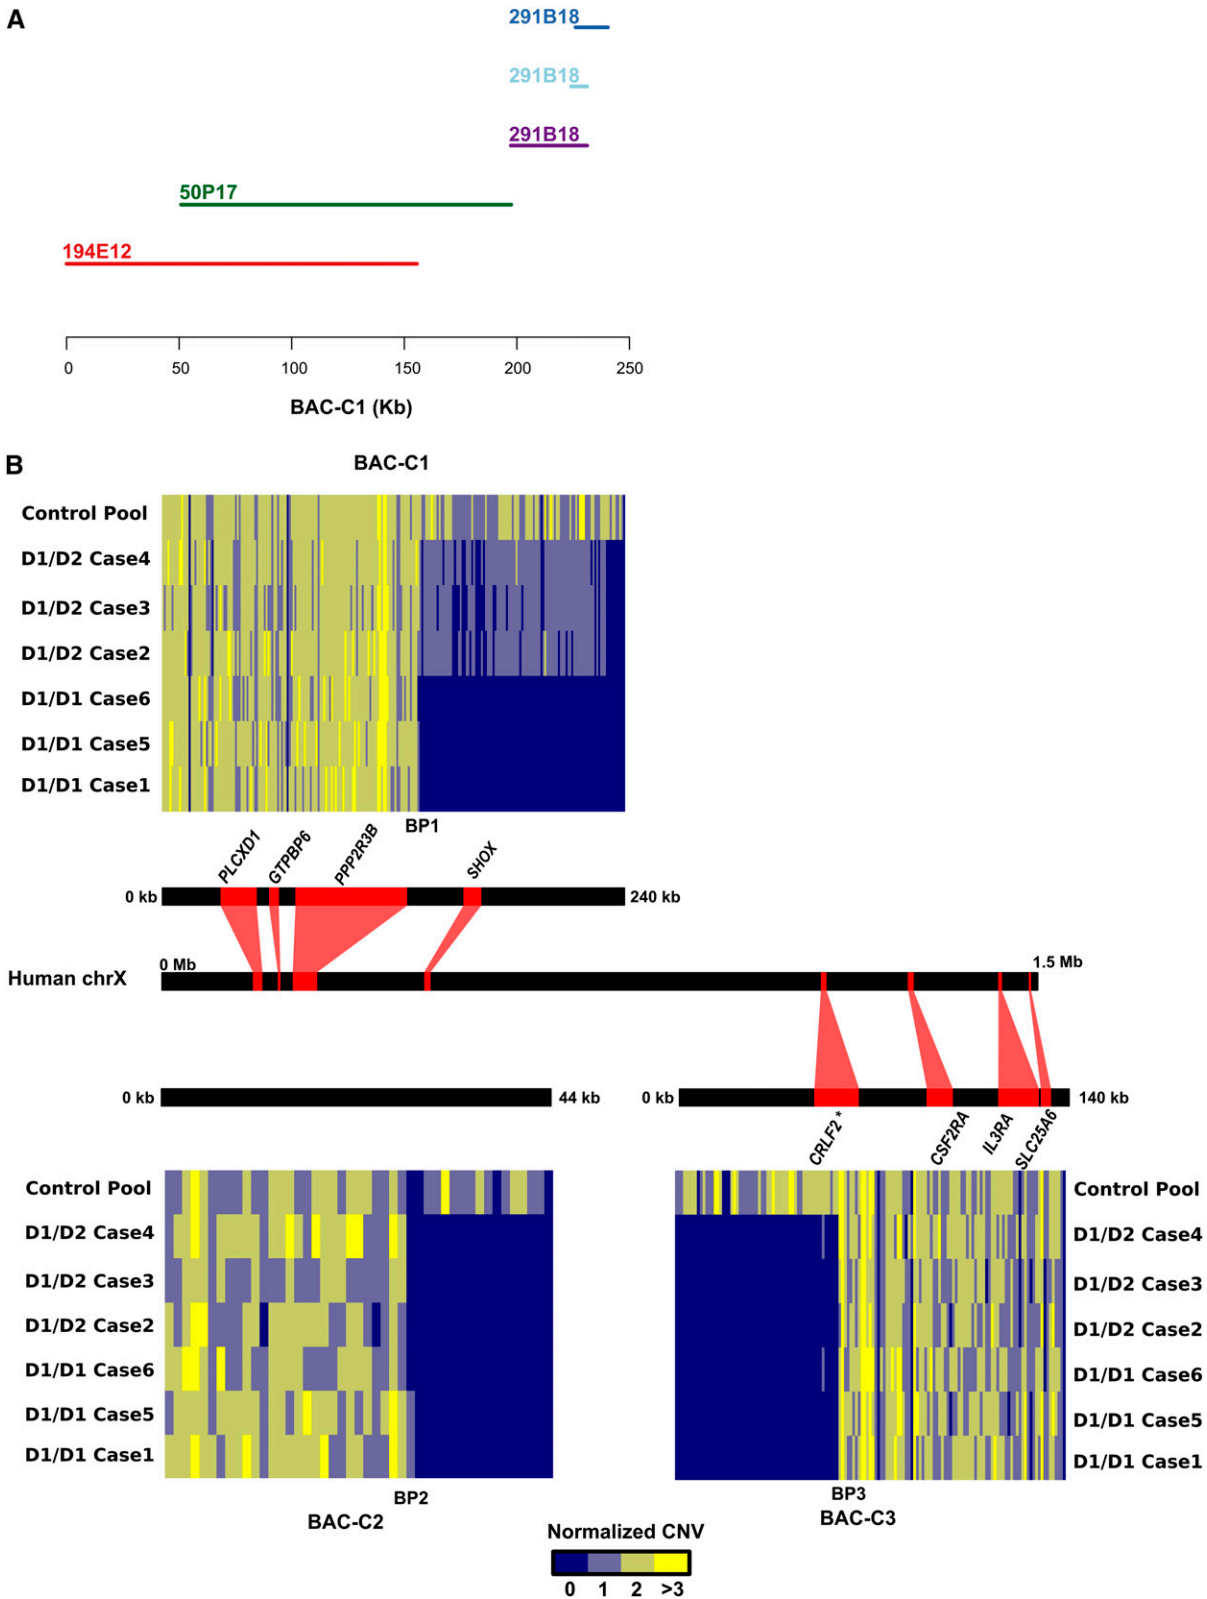 A
291B18
291B18
291B18
50P17
194E12
0 50 100 150 200 250
BAC-C1 (Kb)
B
BAC-C1
Control Pool
D1/D2 Case4
D1/D2 Case3
D1/D2 Case2
D1/D1 Case6
D1/D1 Case5
D1/D1 Case1
BP1
PLCXD1 GTPBP6 PPP2R3B SHOX
0 kb 240 kb
Human chrX 0 Mb 1.5 Mb
0 kb 44 kb 0 kb 140 kb
CRLF2 * CSF2RA IL3RA SLC25A6
Control Pool Control Pool
D1/D2 Case4 D1/D2 Case4
D1/D2 Case3 D1/D2 Case3
D1/D2 Case2 D1/D2 Case2
D1/D1 Case6 D1/D1 Case6
D1/D1 Case5 D1/D1 Case5
D1/D1 Case1 D1/D1 Case1
BP2 BP3
BAC-C2 BAC-C3
Normalized CNV
0 1 2 >3